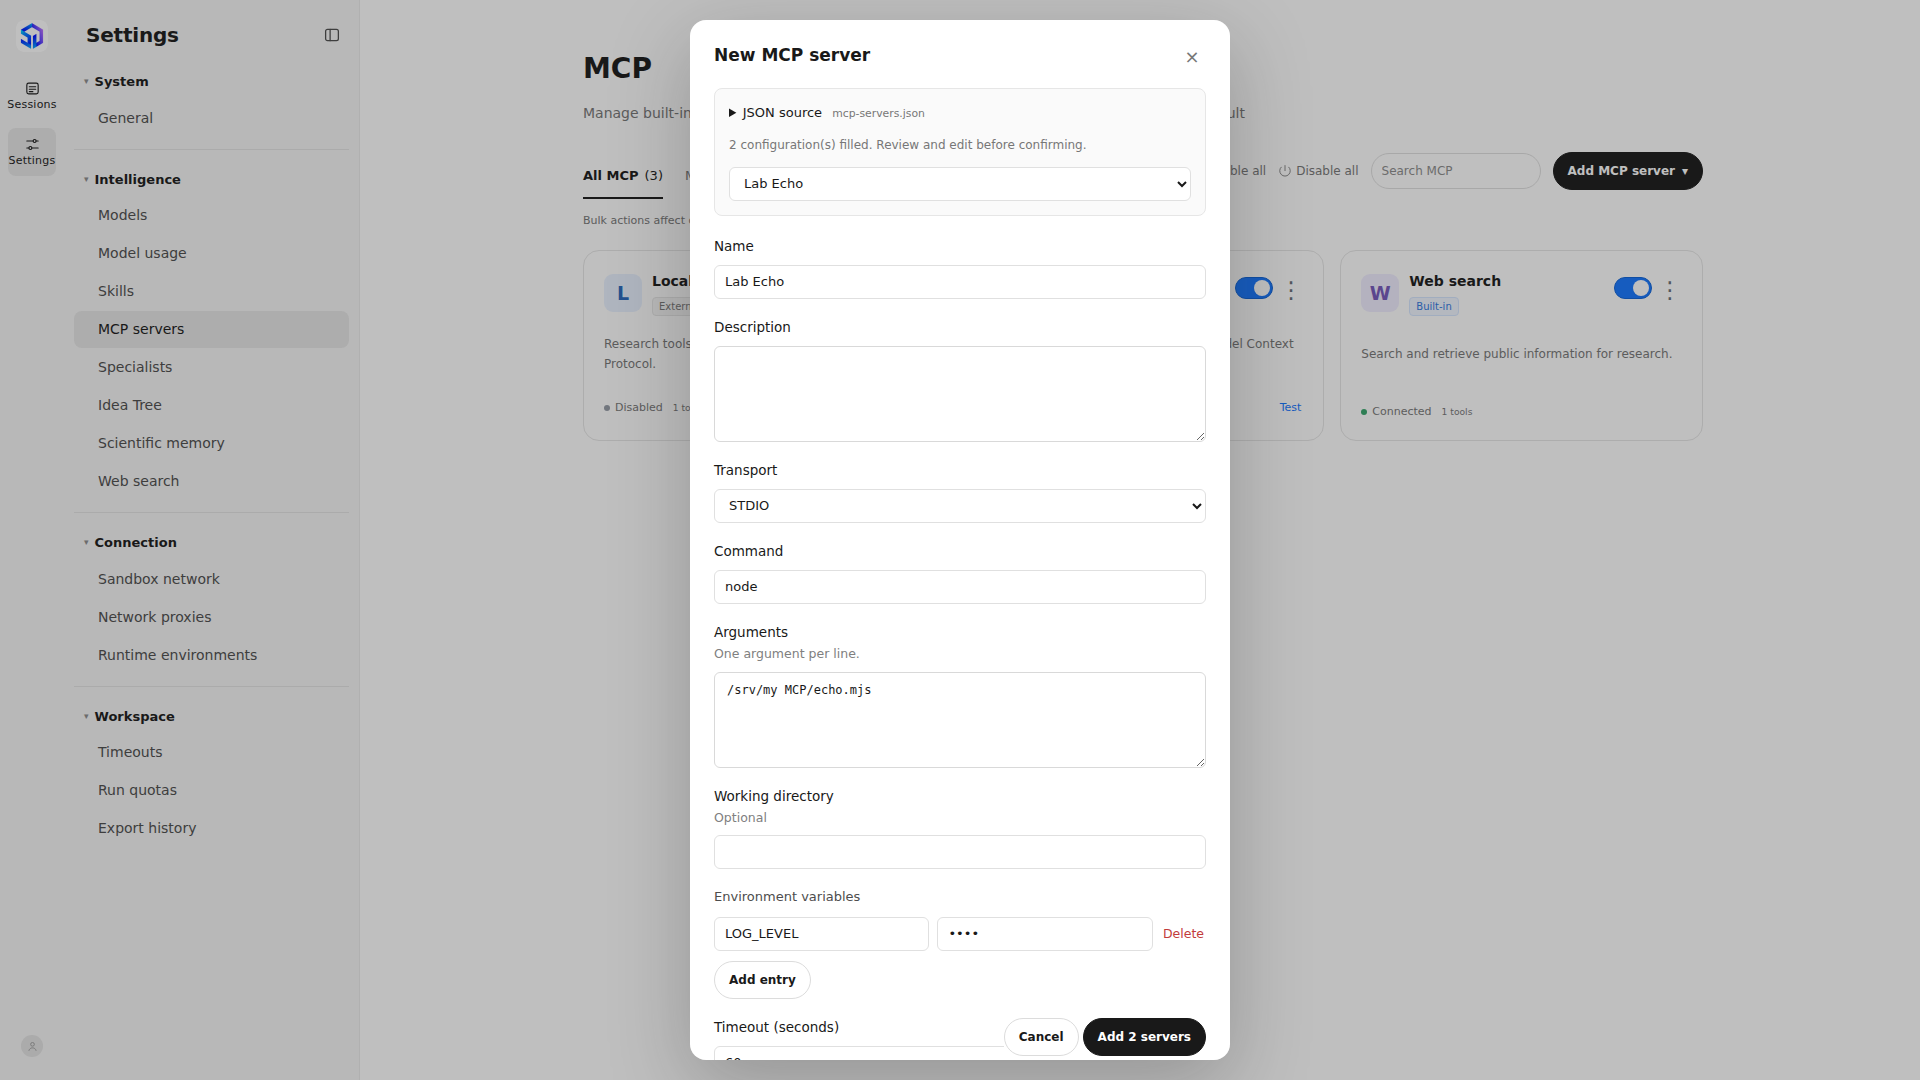 Settings
Sessions
Settings
System
General
Intelligence
Models
Model usage
Skills
MCP servers
Specialists
Idea Tree
Scientific memory
Web search
Connection
Sandbox network
Network proxies
Runtime environments
Workspace
Timeouts
Run quotas
Export history
MCP
Manage built-in
All MCP (3)
Disable all
Search MCP
Add MCP server ▾
Bulk actions affect
L
Local
Research tools
Protocol.
Disabled
Test
W
Web search
Built-in
Search and retrieve public information for research.
Connected 1 tools
New MCP server
×
JSON source mcp-servers.json
2 configuration(s) filled. Review and edit before confirming.
Lab Echo
Name
Lab Echo
Description
Transport
STDIO
Command
node
Arguments
One argument per line.
/srv/my MCP/echo.mjs
Working directory
Optional
Environment variables
LOG_LEVEL •••• Delete
Add entry
Timeout (seconds)
Cancel
Add 2 servers